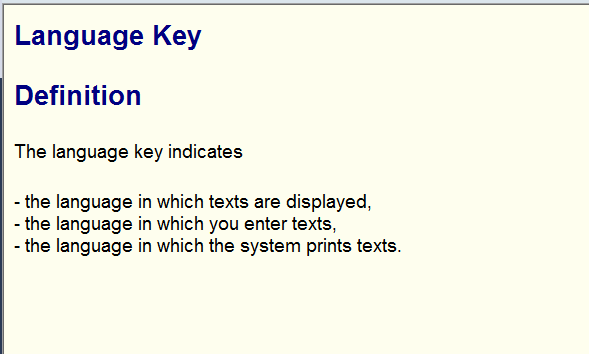 Language Key
Definition
The language key indicates
- the language in which texts are displayed,
- the language in which you enter texts,
- the language in which the system prints texts.